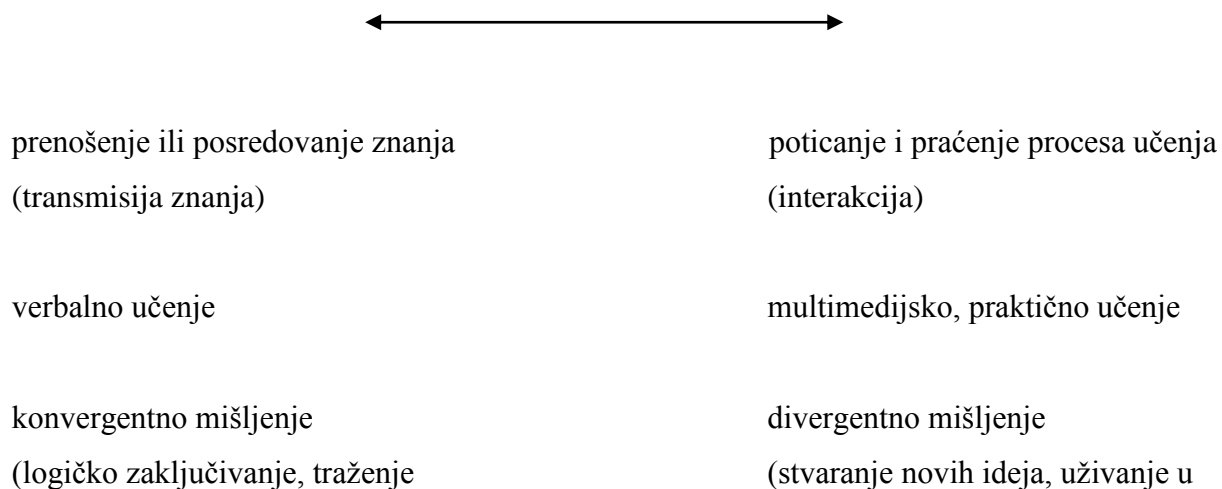 prenošenje ili posredovanje znanja poticanje i praćenje procesa učenja
(transmisija znanja) (interakcija)
verbalno učenje multimedijsko, praktično učenje
konvergentno mišljenje divergentno mišljenje
(logičko zaključivanje, traženje (stvaranje novih ideja, uživanje u